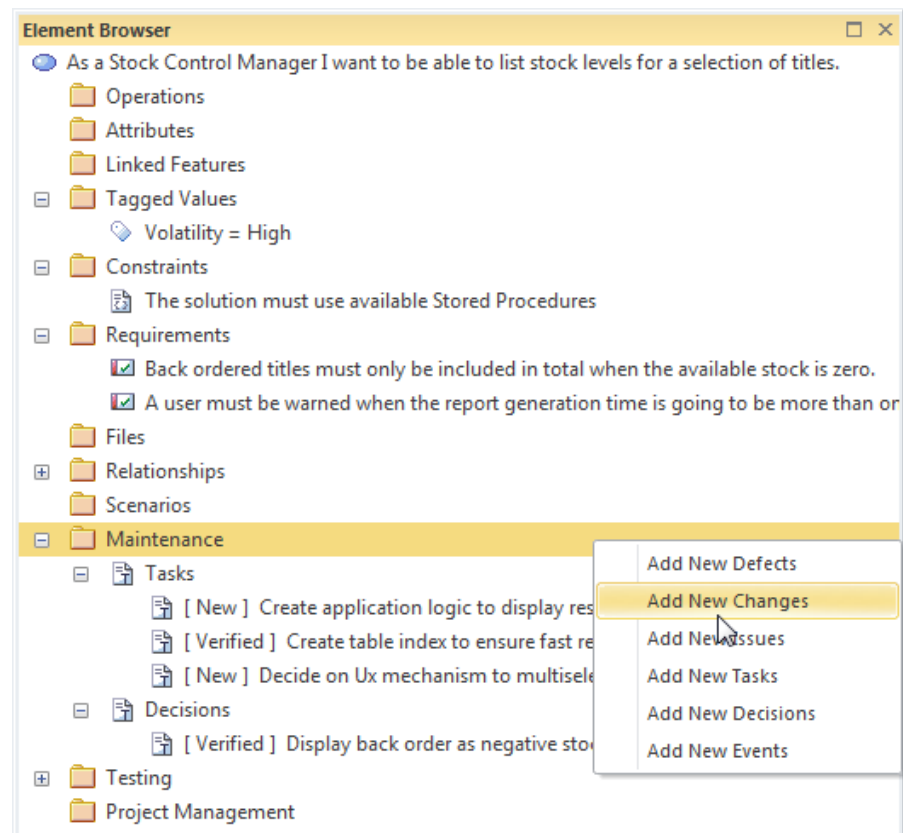 Element Browser
As a Stock Control Manager I want to be able to list stock levels for a selection of titles.
Operations
Attributes
Linked Features
Tagged Values
Volatility = High
Constraints
The solution must use available Stored Procedures
Requirements
Back ordered titles must only be included in total when the available stock is zero.
A user must be warned when the report generation time is going to be more than
Files
Relationships
Scenarios
Maintenance
Tasks
[ New ] Create application logic to display
[ Verified ] Create table index to ensure fast
[ New ] Decide on Ux mechanism to
Decisions
[ Verified ] Display back order as negative
Testing
Project Management
Add New Defects
Add New Changes
Add New Issues
Add New Tasks
Add New Decisions
Add New Events